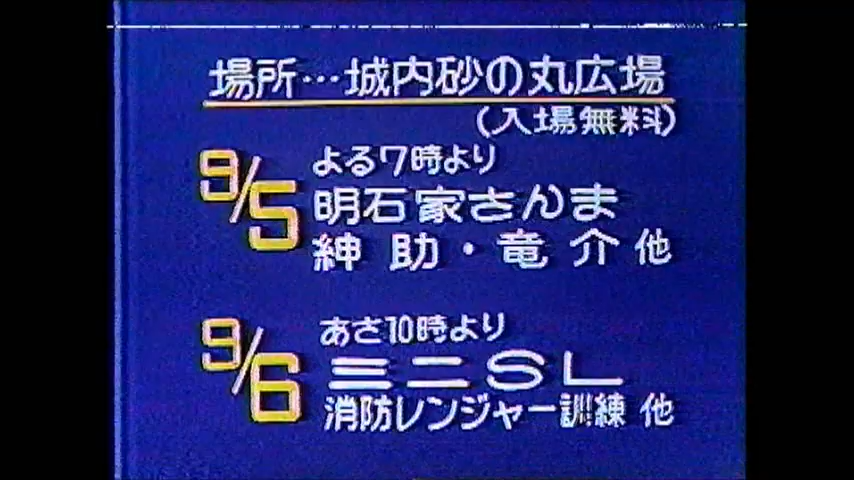 場所…城内砂の丸広場
(入場無料)
9/5
よる7時より
明石家さんま
紳助・竜介 他
9/6
あさ10時より
ミニSL
消防レンジャー訓練 他